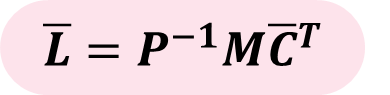 L̅ = P⁻¹MC̅ᵀ